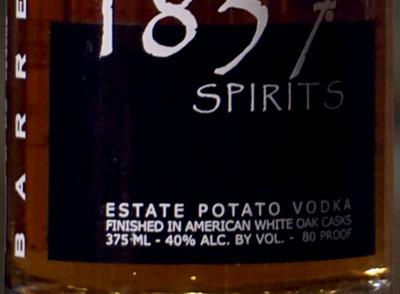 1857
SPIRITS
BARRE
ESTATE POTATO VODKA
FINISHED IN AMERICAN WHITE OAK CASKS
375 ML - 40% ALC. BY VOL. - 80 PROOF